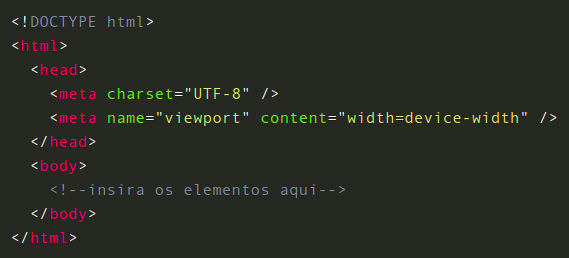 <!DOCTYPE html>
<html>
<head>
<meta charset="UTF-8" />
<meta name="viewport" content="width=device-width" />
</head>
<body>
<!--insira os elementos aqui-->
</body>
</html>